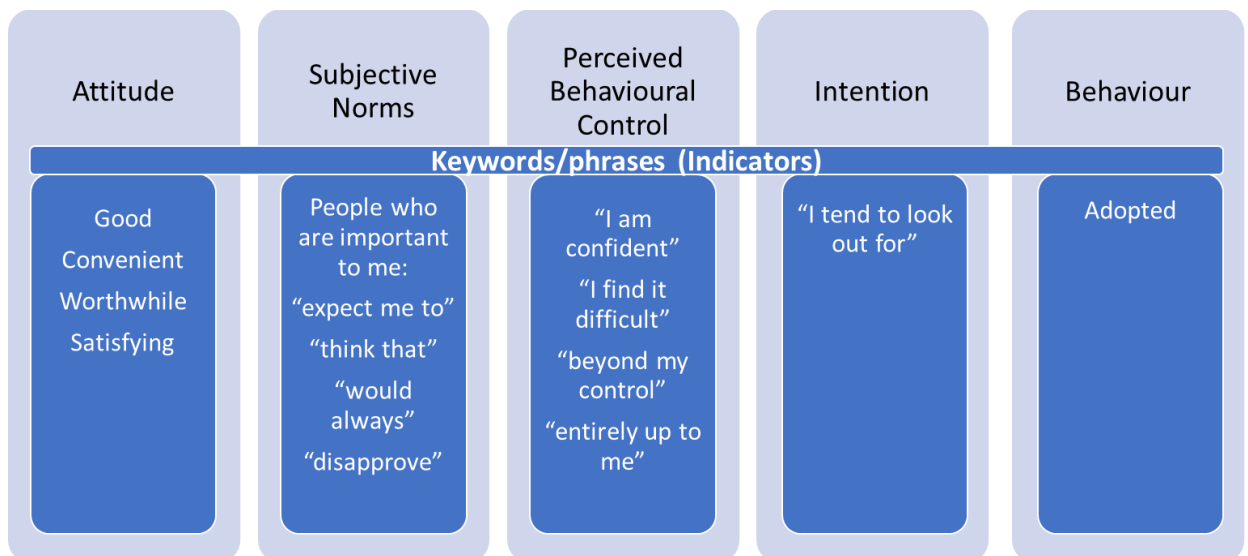 Attitude
Subjective
Norms
Perceived
Behavioural
Control
Intention
Behaviour
Keywords/phrases (Indicators)
Good
Convenient
Worthwhile
Satisfying
People who
are important
to me:
“expect me to”
“think that”
“would
always”
“disapprove”
“I am
confident”
“I find it
difficult”
“beyond my
control”
“entirely up to
me”
“I tend to look
out for”
Adopted